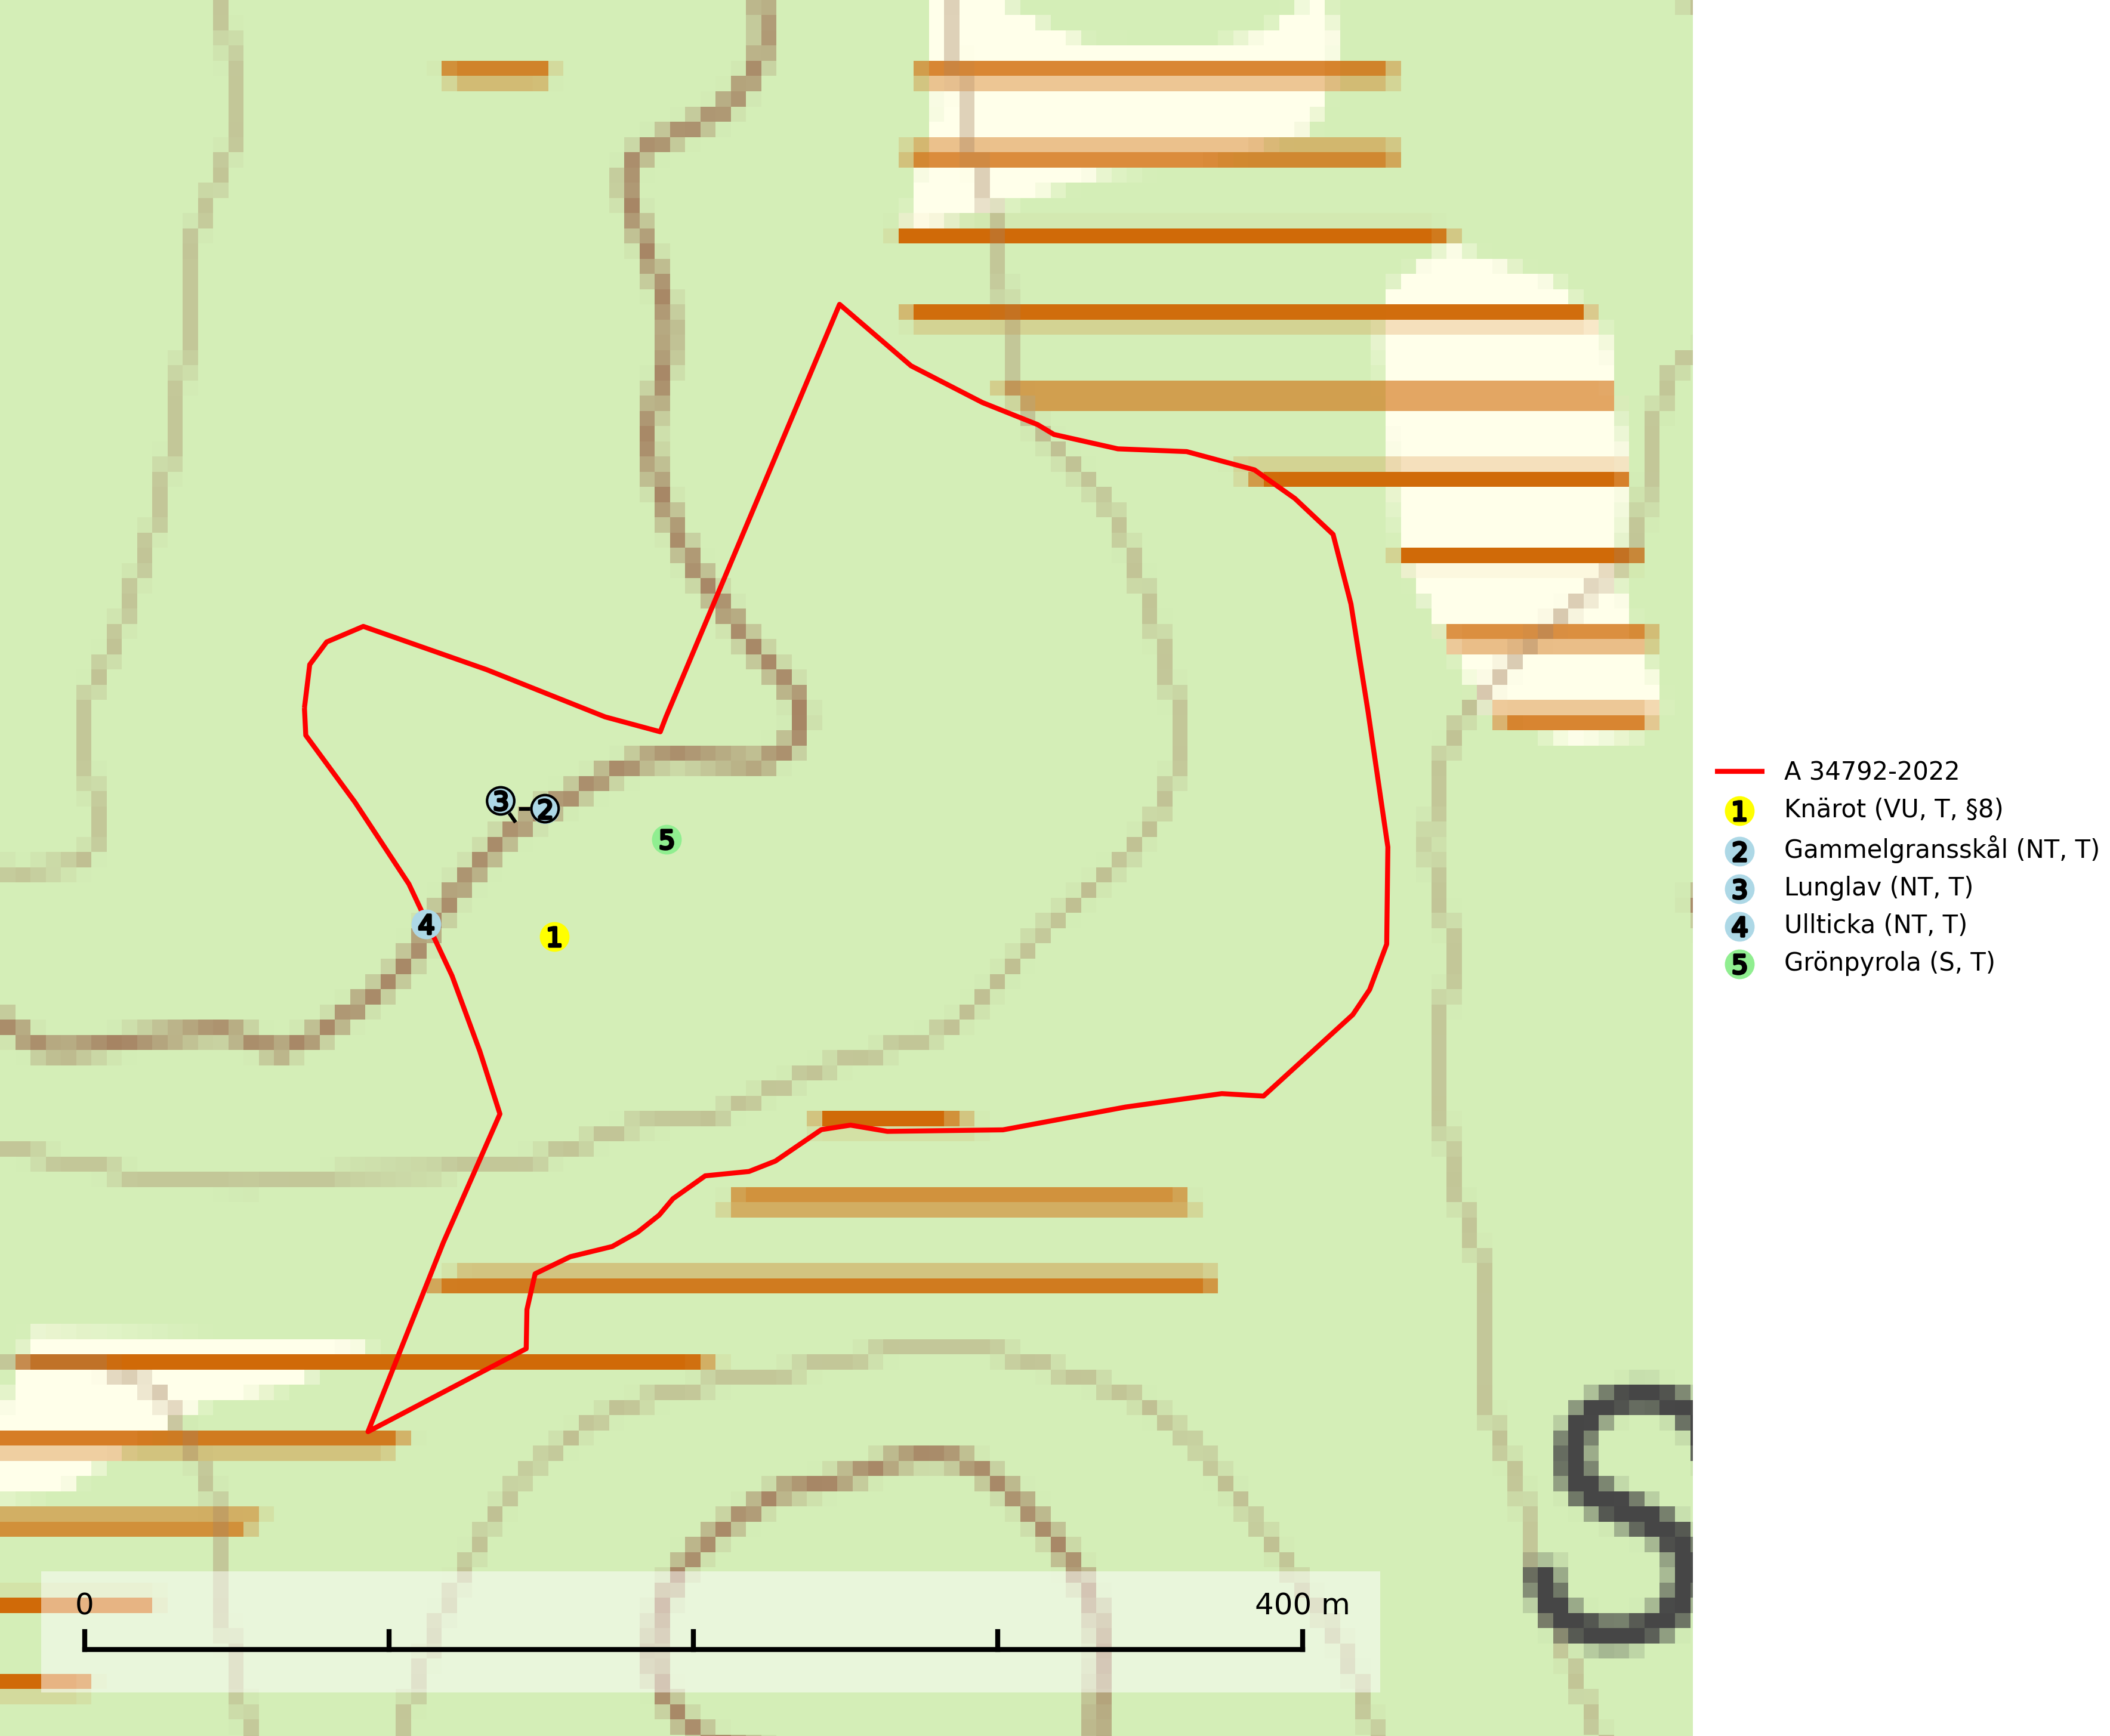 3
2
5
4
1
A 34792-2022
1 Knärot (VU, T, §8)
2 Gammelgransskål (NT, T)
3 Lunglav (NT, T)
4 Ullticka (NT, T)
5 Grönpyrola (S, T)
S
0 400 m